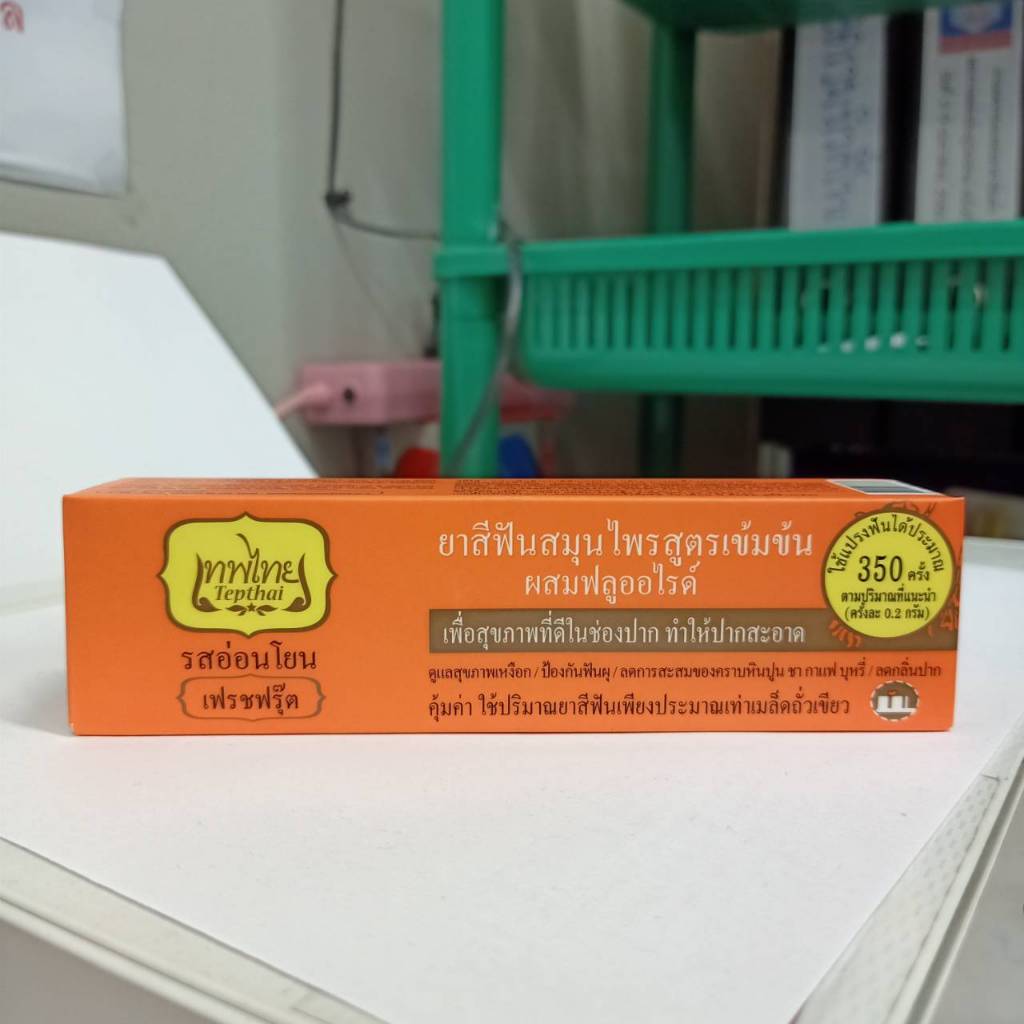 ล
เทพไทย
Tepthai
รสอ่อนโยน
เฟรชฟรุ๊ต
ยาสีฟันสมุนไพรสูตรเข้มข้น
ผสมฟลูออไรด์
เพื่อสุขภาพที่ดีในช่องปาก ทำให้ปากสะอาด
ดูแลสุขภาพเหงือก / ป้องกันฟันผุ / ลดการสะสมของคราบหินปูน ชา กาแฟ บุหรี่ / ลดกลิ่นปาก
คุ้มค่า ใช้ปริมาณยาสีฟันเพียงประมาณเท่าเมล็ดถั่วเขียว
ใช้แปรงฟันได้ประมาณ
350 ครั้ง
ตามปริมาณที่แนะนำ
(ครั้งละ 0.2 กรัม)